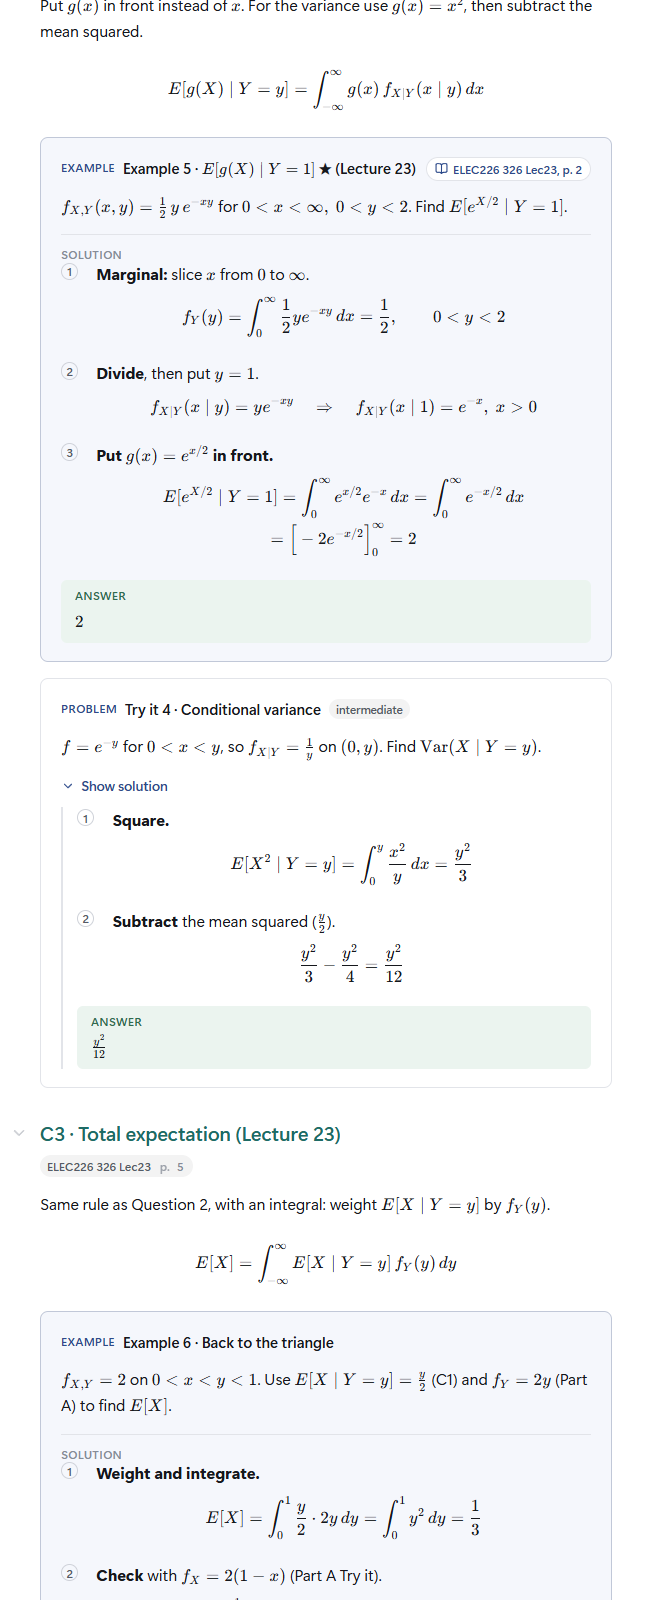 Put g(x) in front instead of x. For the variance use g(x) = x², then subtract the
mean squared.
E[g(X) | Y = y] = ∫_{-∞}^{∞} g(x) f_{X|Y}(x | y) dx
EXAMPLE Example 5 · E[g(X) | Y = 1] ★ (Lecture 23) ELEC226 326 Lec23, p. 2
f_{X,Y}(x, y) = 1/2 y e^{-xy} for 0 < x < ∞, 0 < y < 2. Find E[e^{X/2} | Y = 1].
SOLUTION
1 Marginal: slice x from 0 to ∞.
f_Y(y) = ∫_0^∞ 1/2 ye^{-xy} dx = 1/2, 0 < y < 2
2 Divide, then put y = 1.
f_{X|Y}(x | y) = ye^{-xy} ⇒ f_{X|Y}(x | 1) = e^{-x}, x > 0
3 Put g(x) = e^{x/2} in front.
E[e^{X/2} | Y = 1] = ∫_0^∞ e^{x/2}e^{-x} dx = ∫_0^∞ e^{-x/2} dx
= [-2e^{-x/2}]_0^∞ = 2
ANSWER
2
PROBLEM Try it 4 · Conditional variance intermediate
f = e^{-y} for 0 < x < y, so f_{X|Y} = 1/y on (0, y). Find Var(X | Y = y).
Show solution
1 Square.
E[X² | Y = y] = ∫_0^y x²/y dx = y²/3
2 Subtract the mean squared (y/2).
y²/3 − y²/4 = y²/12
ANSWER
y²/12
C3 · Total expectation (Lecture 23)
ELEC226 326 Lec23 p. 5
Same rule as Question 2, with an integral: weight E[X | Y = y] by f_Y(y).
E[X] = ∫_{-∞}^{∞} E[X | Y = y] f_Y(y) dy
EXAMPLE Example 6 · Back to the triangle
f_{X,Y} = 2 on 0 < x < y < 1. Use E[X | Y = y] = y/2 (C1) and f_Y = 2y (Part
A) to find E[X].
SOLUTION
1 Weight and integrate.
E[X] = ∫_0^1 y/2 · 2y dy = ∫_0^1 y² dy = 1/3
2 Check with f_X = 2(1 − x) (Part A Try it).